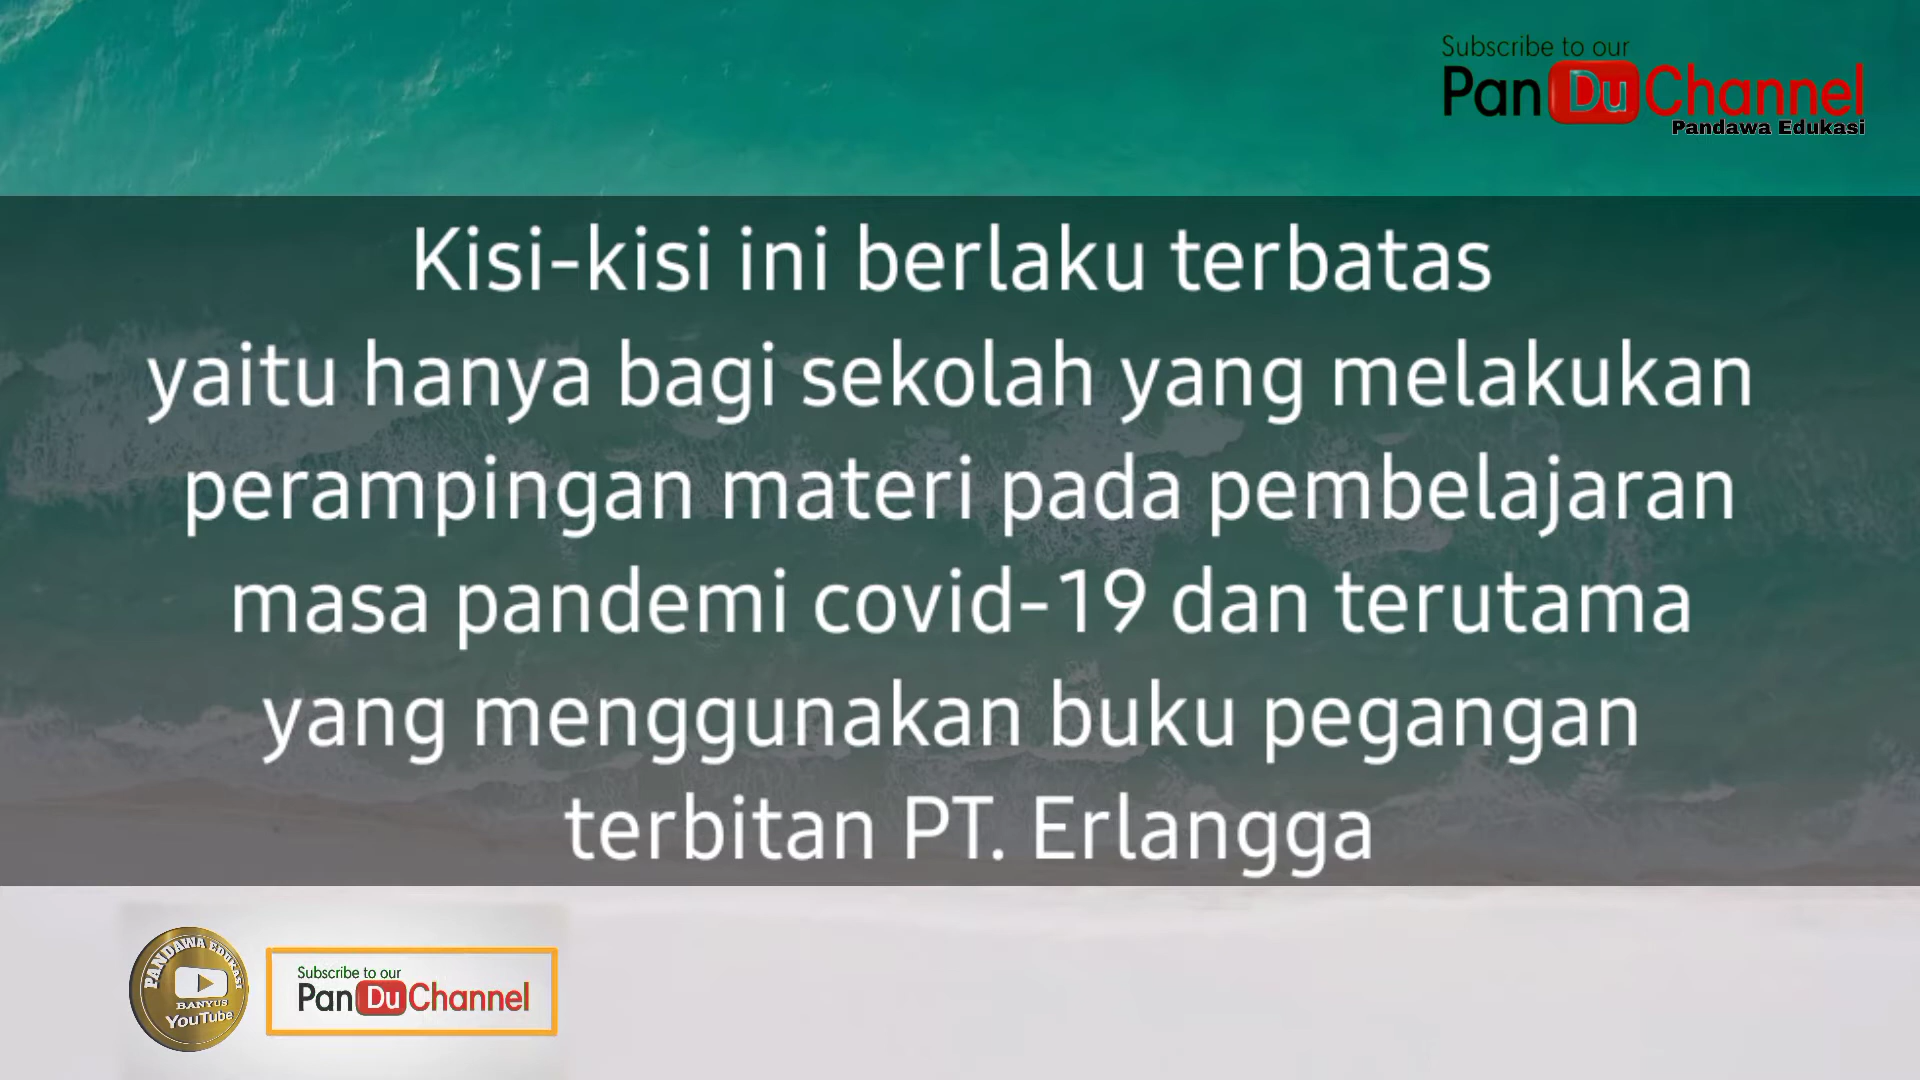 Subscribe to our
Pan Du Channel
Pandawa Edukasi
Kisi-kisi ini berlaku terbatas
yaitu hanya bagi sekolah yang melakukan
perampingan materi pada pembelajaran
masa pandemi covid-19 dan terutama
yang menggunakan buku pegangan
terbitan PT. Erlangga
PANDAWA EDUKASI
BANYUS
YouTube
Subscribe to our
Pan Du Channel